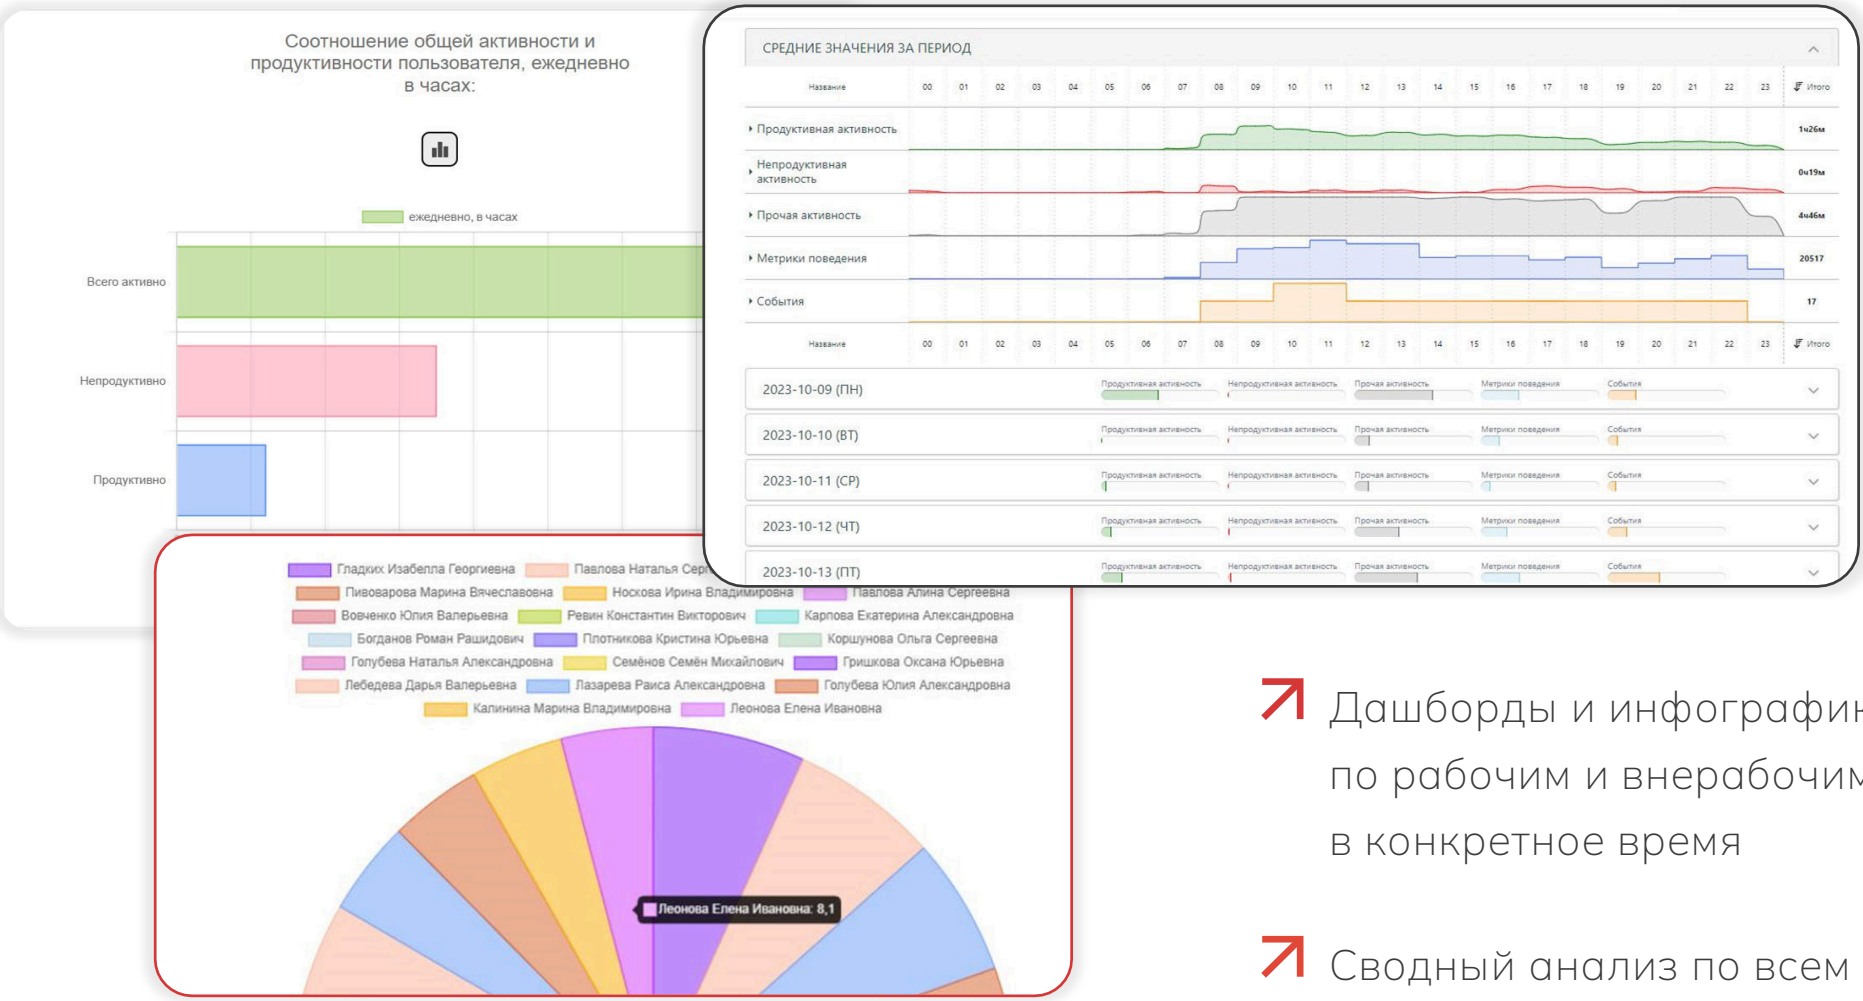 Соотношение общей активности и
продуктивности пользователя, ежедневно
в часах:
ежедневно, в часах
Всего активно
Непродуктивно
Продуктивно
СРЕДНИЕ ЗНАЧЕНИЯ ЗА ПЕРИОД
Название 00 01 02 03 04 05 06 07 08 09 10 11 12 13 14 15 16 17 18 19 20 21 22 23 Итого
Продуктивная активность 1ч26м
Непродуктивная
активность 0ч19м
Прочая активность 4ч46м
Метрики поведения 20517
События 17
Название 00 01 02 03 04 05 06 07 08 09 10 11 12 13 14 15 16 17 18 19 20 21 22 23 Итого
2023-10-09 (ПН) Продуктивная активность Непродуктивная активность Прочая активность Метрики поведения События
2023-10-10 (ВТ) Продуктивная активность Непродуктивная активность Прочая активность Метрики поведения События
2023-10-11 (СР) Продуктивная активность Непродуктивная активность Прочая активность Метрики поведения События
2023-10-12 (ЧТ) Продуктивная активность Непродуктивная активность Прочая активность Метрики поведения События
2023-10-13 (ПТ) Продуктивная активность Непродуктивная активность Прочая активность Метрики поведения События
Гладких Изабелла Георгиевна Павлова Наталья
Пивоварова Марина Вячеславовна Носкова Ирина Владимировна Павлова Алина Сергеевна
Вовченко Юлия Валерьевна Ревин Константин Викторович Карпова Екатерина Александровна
Богданов Роман Рашидович Плотникова Кристина Юрьевна Коршунова Ольга Сергеевна
Голубева Наталья Александровна Семёнов Семён Михайлович Гришкова Оксана Юрьевна
Лебедева Дарья Валерьевна Лазарева Раиса Александровна Голубева Юлия Александровна
Калинина Марина Владимировна Леонова Елена Ивановна
Леонова Елена Ивановна: 8,1
Дашборды и
по рабочим и внерабочим
в конкретное время
Сводный анализ по всем